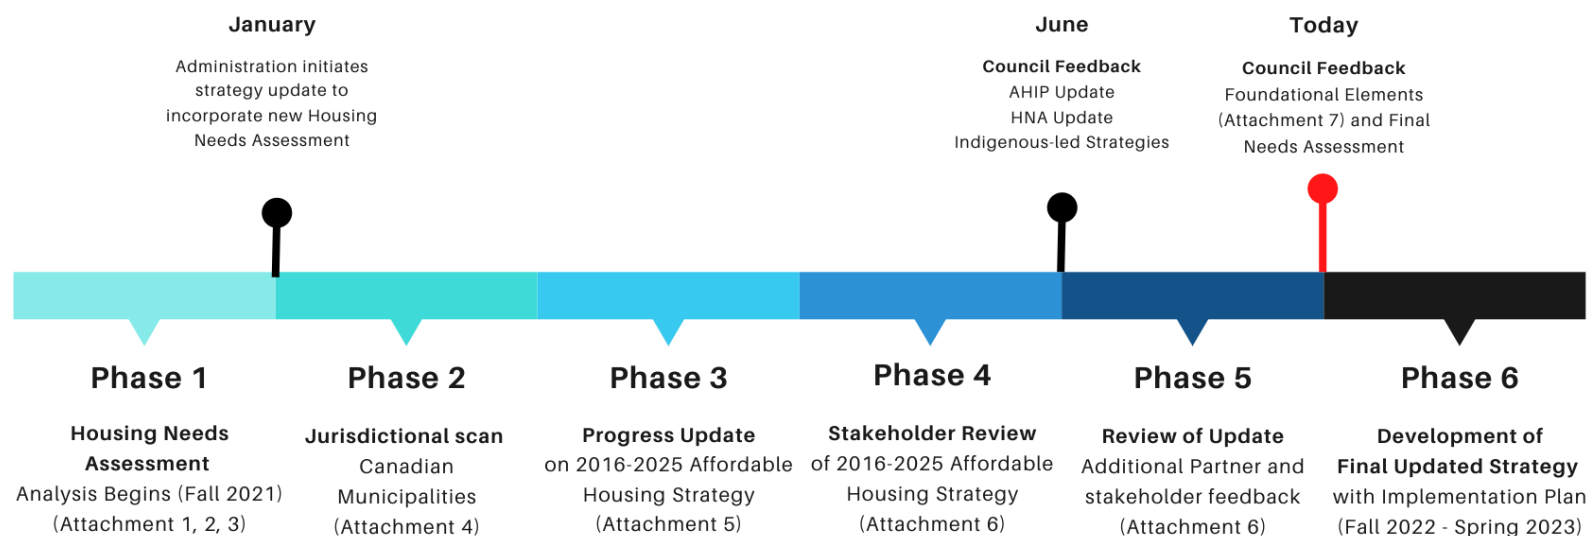 January
Administration initiates
strategy update to
incorporate new Housing
Needs Assessment
June
Council Feedback
AHIP Update
HNA Update
Indigenous-led Strategies
Today
Council Feedback
Foundational Elements
(Attachment 7) and Final
Needs Assessment
Phase 1
Housing Needs
Assessment
Analysis Begins (Fall 2021)
(Attachment 1, 2, 3)
Phase 2
Jurisdictional scan
Canadian
Municipalities
(Attachment 4)
Phase 3
Progress Update
on 2016-2025 Affordable
Housing Strategy
(Attachment 5)
Phase 4
Stakeholder Review
of 2016-2025 Affordable
Housing Strategy
(Attachment 6)
Phase 5
Review of Update
Additional Partner and
stakeholder feedback
(Attachment 6)
Phase 6
Development of
Final Updated Strategy
with Implementation Plan
(Fall 2022 - Spring 2023)